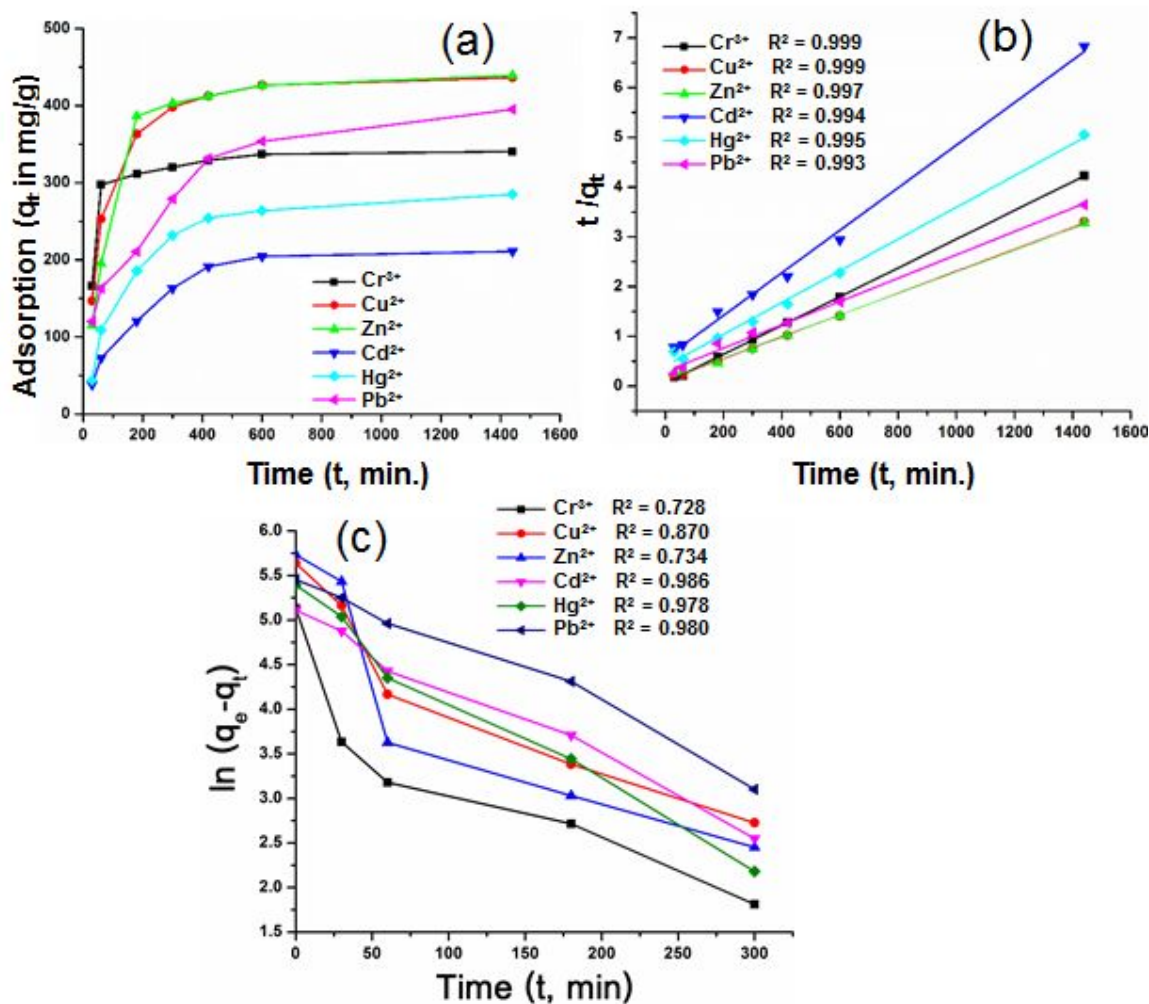 (a)
500
400
300
200
100
0
Adsorption (qₜ in mg/g)
Cr³⁺
Cu²⁺
Zn²⁺
Cd²⁺
Hg²⁺
Pb²⁺
0 200 400 600 800 1000 1200 1400 1600
Time (t, min.)
(b)
Cr³⁺ R² = 0.999
Cu²⁺ R² = 0.999
Zn²⁺ R² = 0.997
Cd²⁺ R² = 0.994
Hg²⁺ R² = 0.995
Pb²⁺ R² = 0.993
7
6
5
4
3
2
1
0
t /qₜ
0 200 400 600 800 1000 1200 1400 1600
Time (t, min.)
(c)
Cr³⁺ R² = 0.728
Cu²⁺ R² = 0.870
Zn²⁺ R² = 0.734
Cd²⁺ R² = 0.986
Hg²⁺ R² = 0.978
Pb²⁺ R² = 0.980
6.0
5.5
5.0
4.5
4.0
3.5
3.0
2.5
2.0
1.5
ln (qₑ-qₜ)
0 50 100 150 200 250 300
Time (t, min)